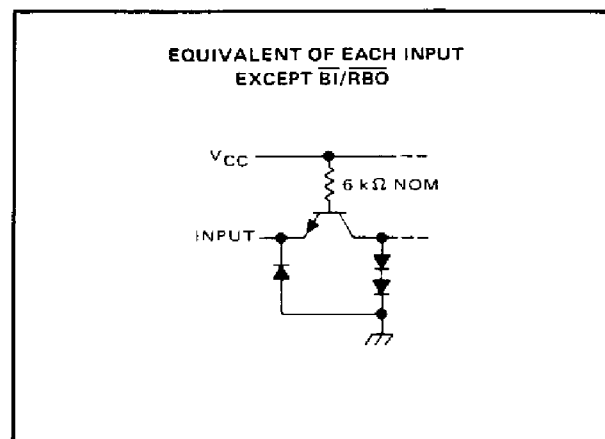 EQUIVALENT OF EACH INPUT
EXCEPT BI/RBO
VCC
6 kΩ NOM
INPUT